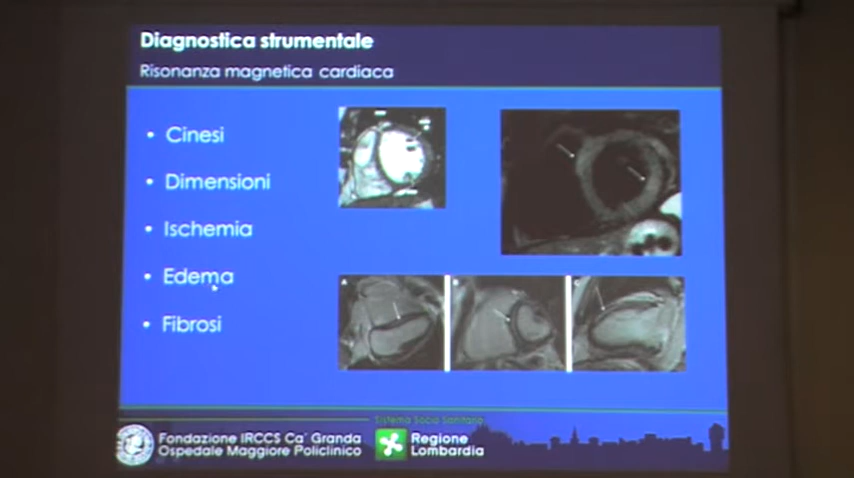 Diagnostica strumentale
Risonanza magnetica cardiaca
• Cinesi
• Dimensioni
• Ischemia
• Edema
• Fibrosi
A
Sistema Socio Sanitario
Fondazione IRCCS Ca' Granda
Ospedale Maggiore Policlinico
Regione
Lombardia